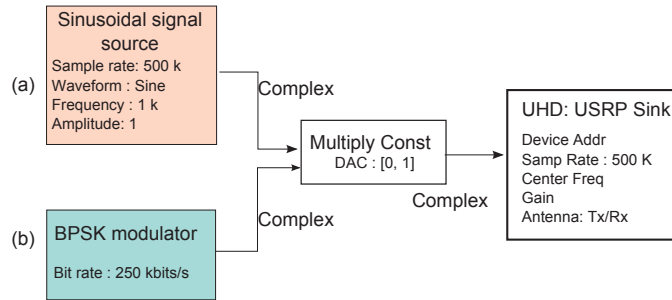 Sinusoidal signal
source
Sample rate: 500 k
Waveform : Sine
Frequency : 1 k
Amplitude: 1
(a)
Complex
Multiply Const
DAC : [0, 1]
UHD: USRP Sink
Device Addr
Samp Rate : 500 K
Center Freq
Gain
Antenna: Tx/Rx
Complex
Complex
(b)
BPSK modulator
Bit rate : 250 kbits/s